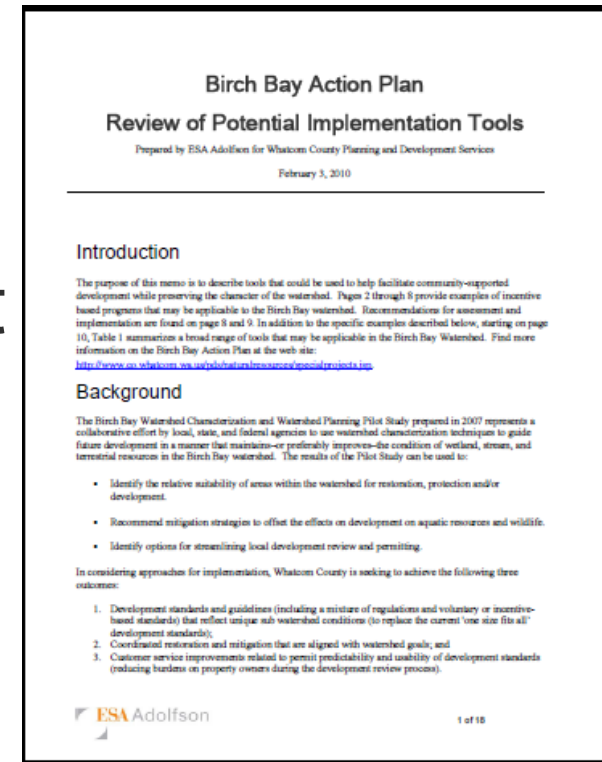 Birch Bay Action Plan
Review of Potential Implementation Tools
Prepared by ESA Adolfson for Whatcom County Planning and Development Services
February 3, 2010
Introduction
The purpose of this memo is to describe tools that could be used to help facilitate community-supported
development while preserving the character of the watershed. Pages 2 through 8 provide examples of incentive
based programs that may be applicable to the Birch Bay watershed. Recommendations for assessment and
implementation are found on page 8 and 9. In addition to the specific examples described below, starting on page
10, Table 1 summarizes a broad range of tools that may be applicable in the Birch Bay Watershed. Find more
information on the Birch Bay Action Plan at the web site:
http://www.co.whatcom.wa.us/pds/naturalresources/specialprojects.jsp.
Background
The Birch Bay Watershed Characterization and Watershed Planning Pilot Study prepared in 2007 represents a
collaborative effort by local, state, and federal agencies to use watershed characterization techniques to guide
future development in a manner that maintains–or preferably improves–the condition of wetland, stream, and
terrestrial resources in the Birch Bay watershed. The results of the Pilot Study can be used to:
• Identify the relative suitability of areas within the watershed for restoration, protection and/or
development.
• Recommend mitigation strategies to offset the effects on development on aquatic resources and wildlife.
• Identify options for streamlining local development review and permitting.
In considering approaches for implementation, Whatcom County is seeking to achieve the following three
outcomes:
1. Development standards and guidelines (including a mixture of regulations and voluntary or incentive-
based standards) that reflect unique sub watershed conditions (to replace the current 'one size fits all'
development standards);
2. Coordinated restoration and mitigation that are aligned with watershed goals; and
3. Customer service improvements related to permit predictability and usability of development standards
(reducing burdens on property owners during the development review process).
ESA Adolfson
1 of 18